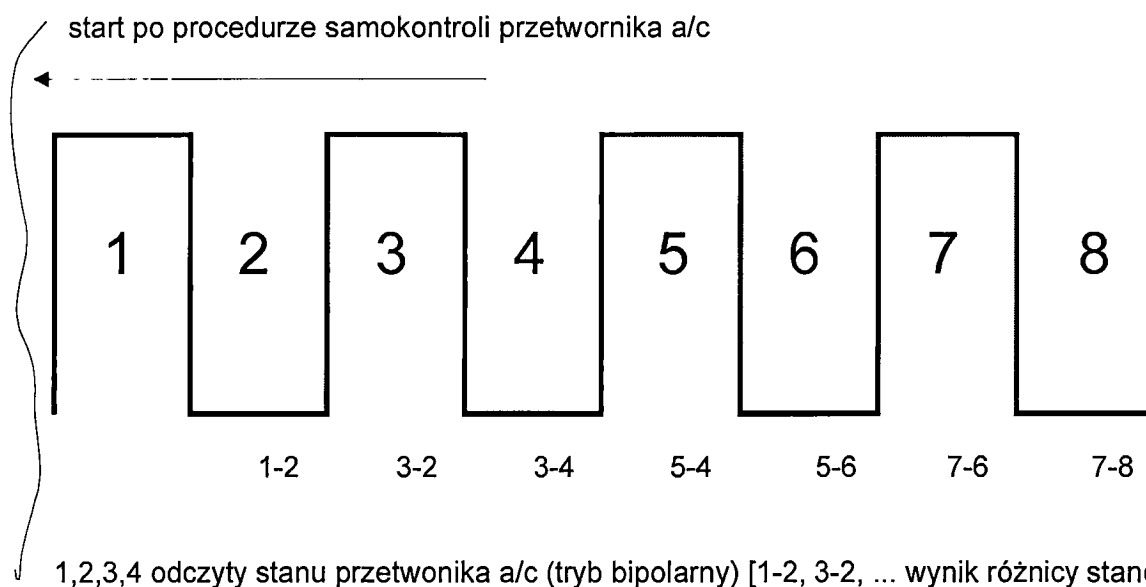 start po procedurze samokontroli przetwornika a/c
1 2 3 4 5 6 7 8
1-2 3-2 3-4 5-4 5-6 7-6 7-8
1,2,3,4 odczyty stanu przetwonika a/c (tryb bipolarny) [1-2, 3-2, ... wynik różnicy stan